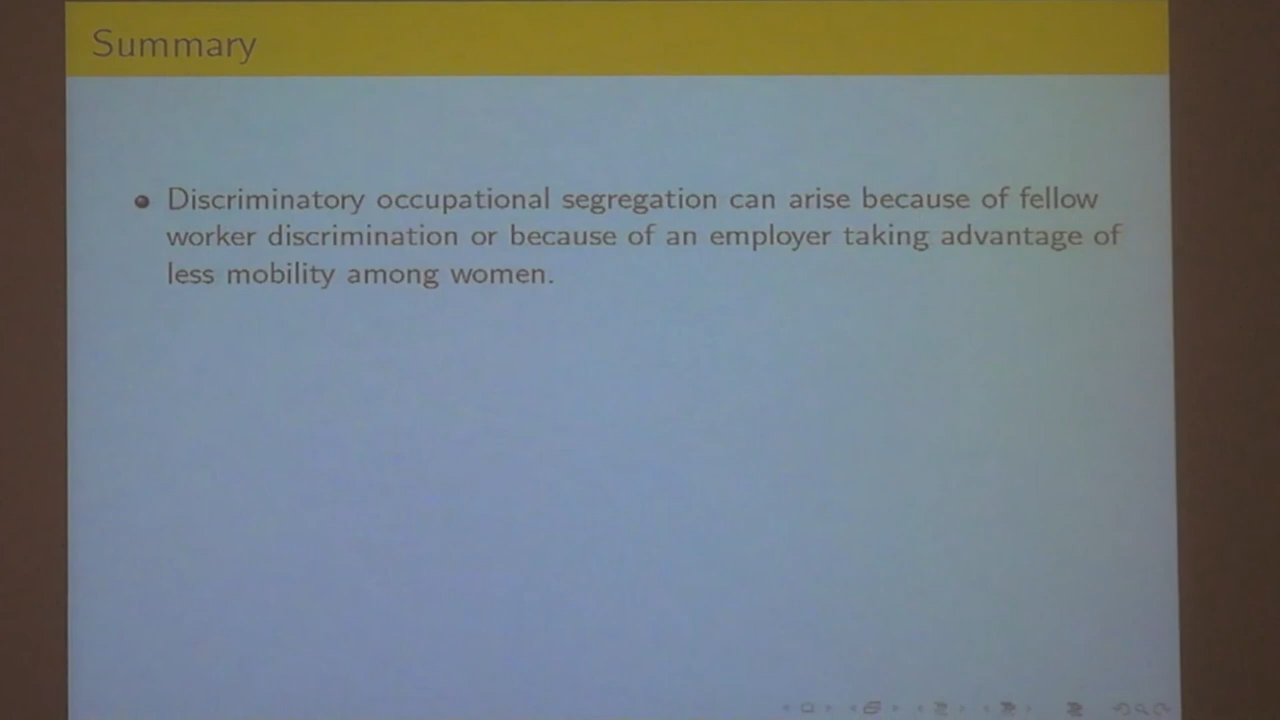 Summary
Discriminatory occupational segregation can arise because of fellow
worker discrimination or because of an employer taking advantage of
less mobility among women.